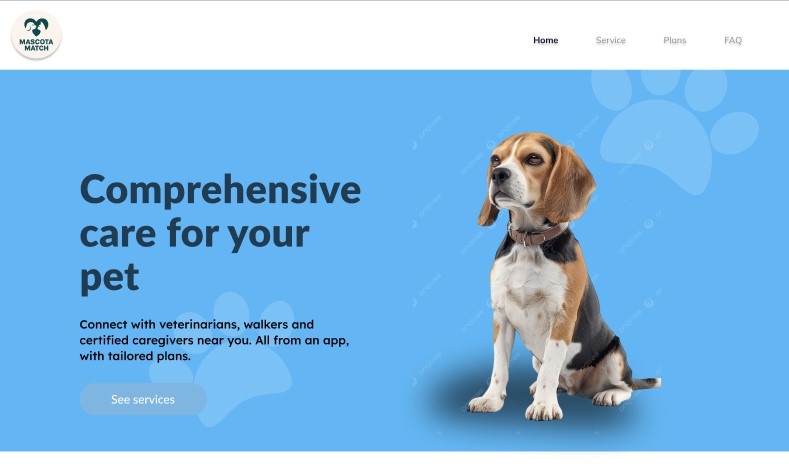 MASCOTA
MATCH
Home
Service
Plans
FAQ
Comprehensive
care for your
pet
Connect with veterinarians, walkers and
certified caregivers near you. All from an app,
with tailored plans.
See services